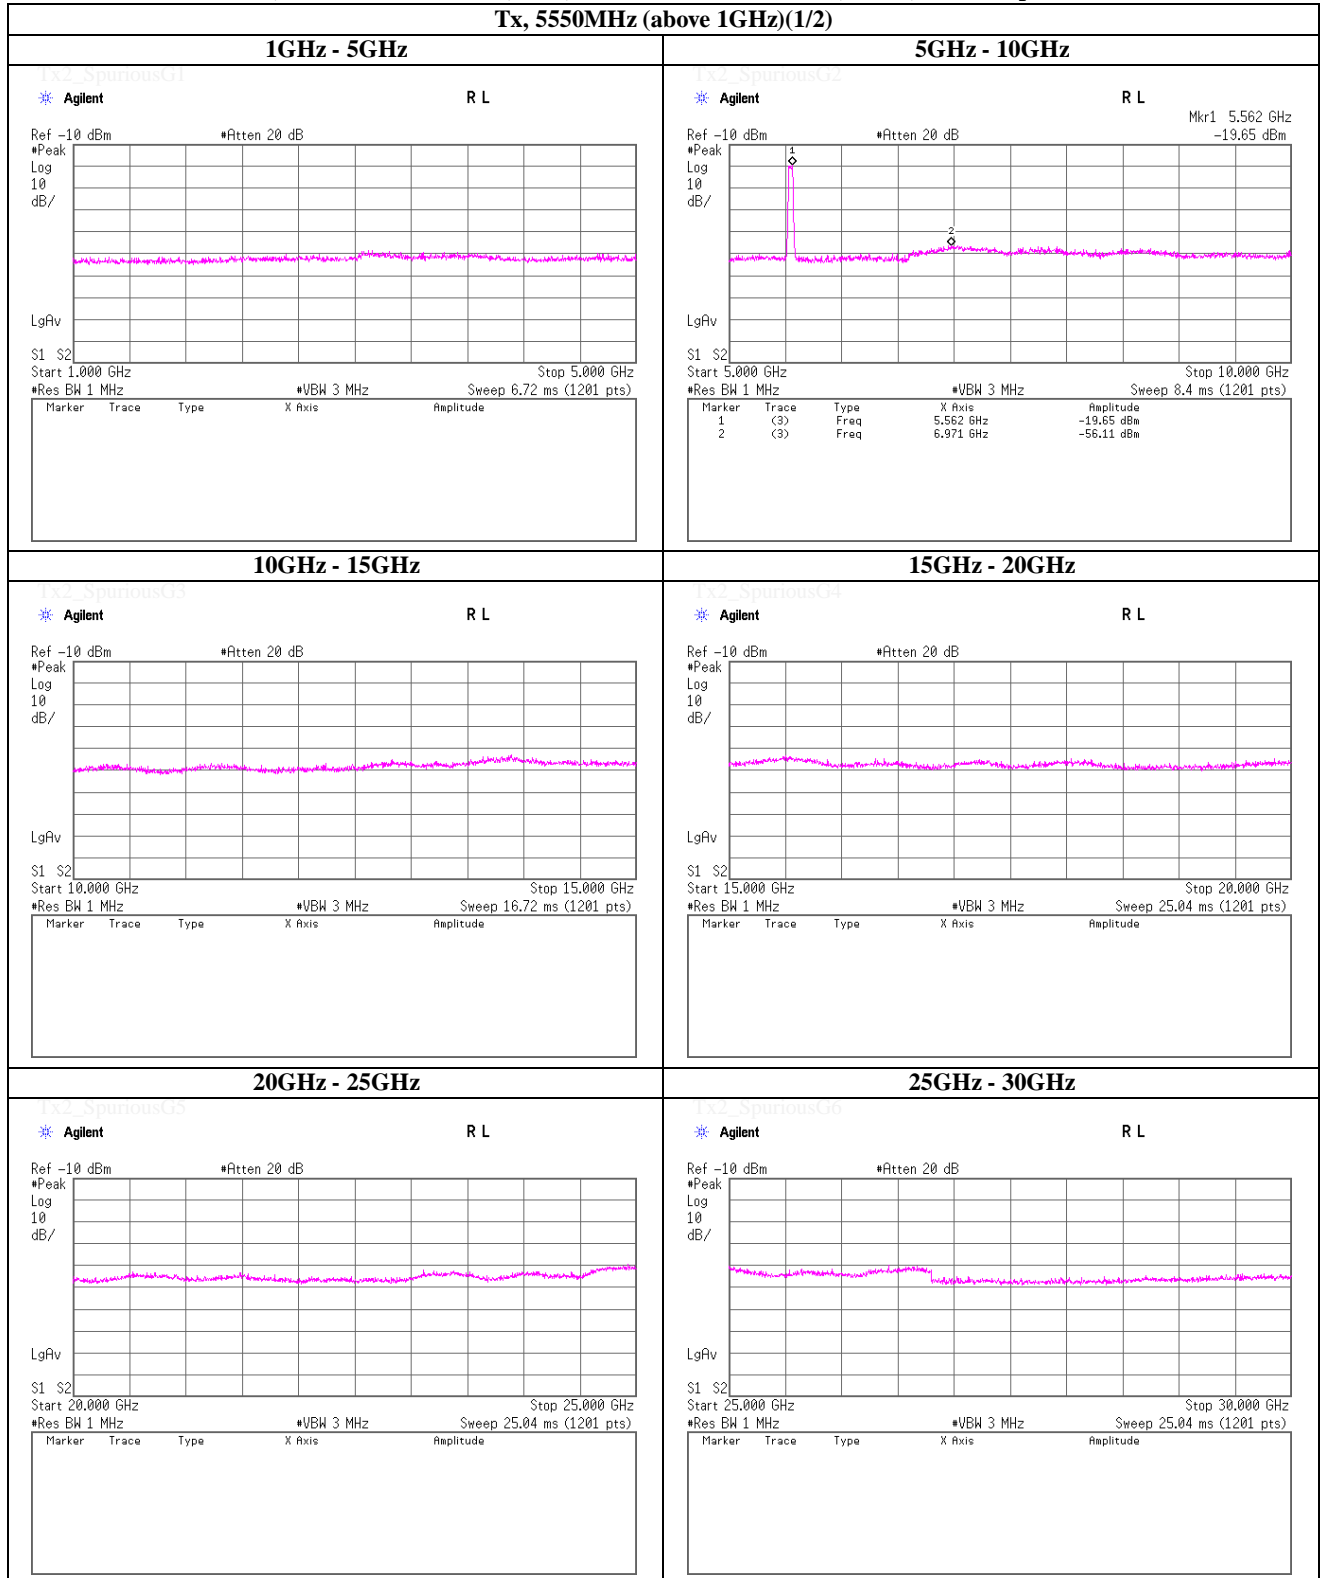 Tx, 5550MHz (above 1GHz)(1/2)
1GHz - 5GHz
Tx2_SpuriousG1
Agilent R L
Ref -10 dBm #Atten 20 dB
#Peak
Log
10
dB/
LgAv
S1 S2
Start 1.000 GHz Stop 5.000 GHz
#Res BW 1 MHz #VBW 3 MHz Sweep 6.72 ms (1201 pts)
Marker Trace Type X Axis Amplitude
5GHz - 10GHz
Tx2_SpuriousG2
Agilent R L
Mkr1 5.562 GHz
Ref -10 dBm #Atten 20 dB -19.65 dBm
#Peak
Log
10
dB/
1
2
LgAv
S1 S2
Start 5.000 GHz Stop 10.000 GHz
#Res BW 1 MHz #VBW 3 MHz Sweep 8.4 ms (1201 pts)
Marker Trace Type X Axis Amplitude
1 (3) Freq 5.562 GHz -19.65 dBm
2 (3) Freq 6.971 GHz -56.11 dBm
10GHz - 15GHz
Tx2_SpuriousG3
Agilent R L
Ref -10 dBm #Atten 20 dB
#Peak
Log
10
dB/
LgAv
S1 S2
Start 10.000 GHz Stop 15.000 GHz
#Res BW 1 MHz #VBW 3 MHz Sweep 16.72 ms (1201 pts)
Marker Trace Type X Axis Amplitude
15GHz - 20GHz
Tx2_SpuriousG4
Agilent R L
Ref -10 dBm #Atten 20 dB
#Peak
Log
10
dB/
LgAv
S1 S2
Start 15.000 GHz Stop 20.000 GHz
#Res BW 1 MHz #VBW 3 MHz Sweep 25.04 ms (1201 pts)
Marker Trace Type X Axis Amplitude
20GHz - 25GHz
Tx2_SpuriousG5
Agilent R L
Ref -10 dBm #Atten 20 dB
#Peak
Log
10
dB/
LgAv
S1 S2
Start 20.000 GHz Stop 25.000 GHz
#Res BW 1 MHz #VBW 3 MHz Sweep 25.04 ms (1201 pts)
Marker Trace Type X Axis Amplitude
25GHz - 30GHz
Tx2_SpuriousG6
Agilent R L
Ref -10 dBm #Atten 20 dB
#Peak
Log
10
dB/
LgAv
S1 S2
Start 25.000 GHz Stop 30.000 GHz
#Res BW 1 MHz #VBW 3 MHz Sweep 25.04 ms (1201 pts)
Marker Trace Type X Axis Amplitude